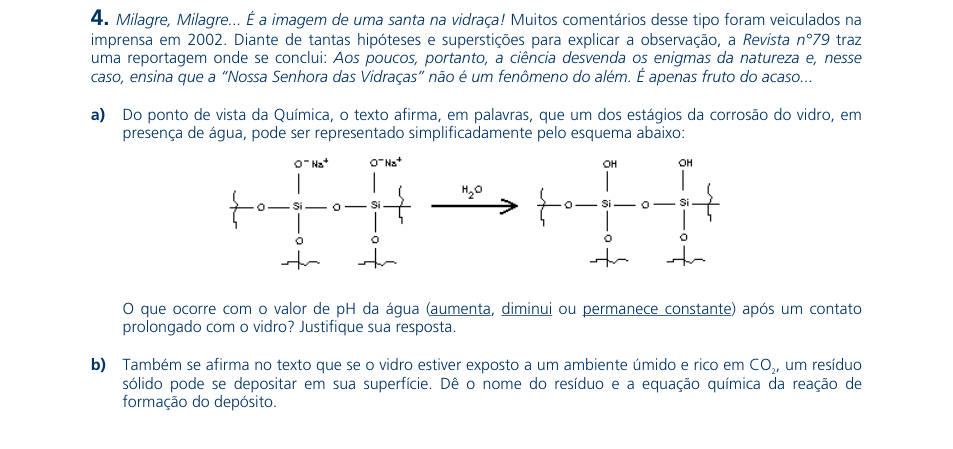 4. Milagre, Milagre... É a imagem de uma santa na vidraça! Muitos comentários desse tipo foram veiculados na
imprensa em 2002. Diante de tantas hipóteses e superstições para explicar a observação, a Revista n°79 traz
uma reportagem onde se conclui: Aos poucos, portanto, a ciência desvenda os enigmas da natureza e, nesse
caso, ensina que a “Nossa Senhora das Vidraças” não é um fenômeno do além. É apenas fruto do acaso...
a) Do ponto de vista da Química, o texto afirma, em palavras, que um dos estágios da corrosão do vidro, em
presença de água, pode ser representado simplificadamente pelo esquema abaixo:
O⁻ Na⁺ O⁻ Na⁺ OH OH
O Si O Si H₂O O Si O Si
O O O O
O que ocorre com o valor de pH da água (aumenta, diminui ou permanece constante) após um contato
prolongado com o vidro? Justifique sua resposta.
b) Também se afirma no texto que se o vidro estiver exposto a um ambiente úmido e rico em CO₂, um resíduo
sólido pode se depositar em sua superfície. Dê o nome do resíduo e a equação química da reação de
formação do depósito.